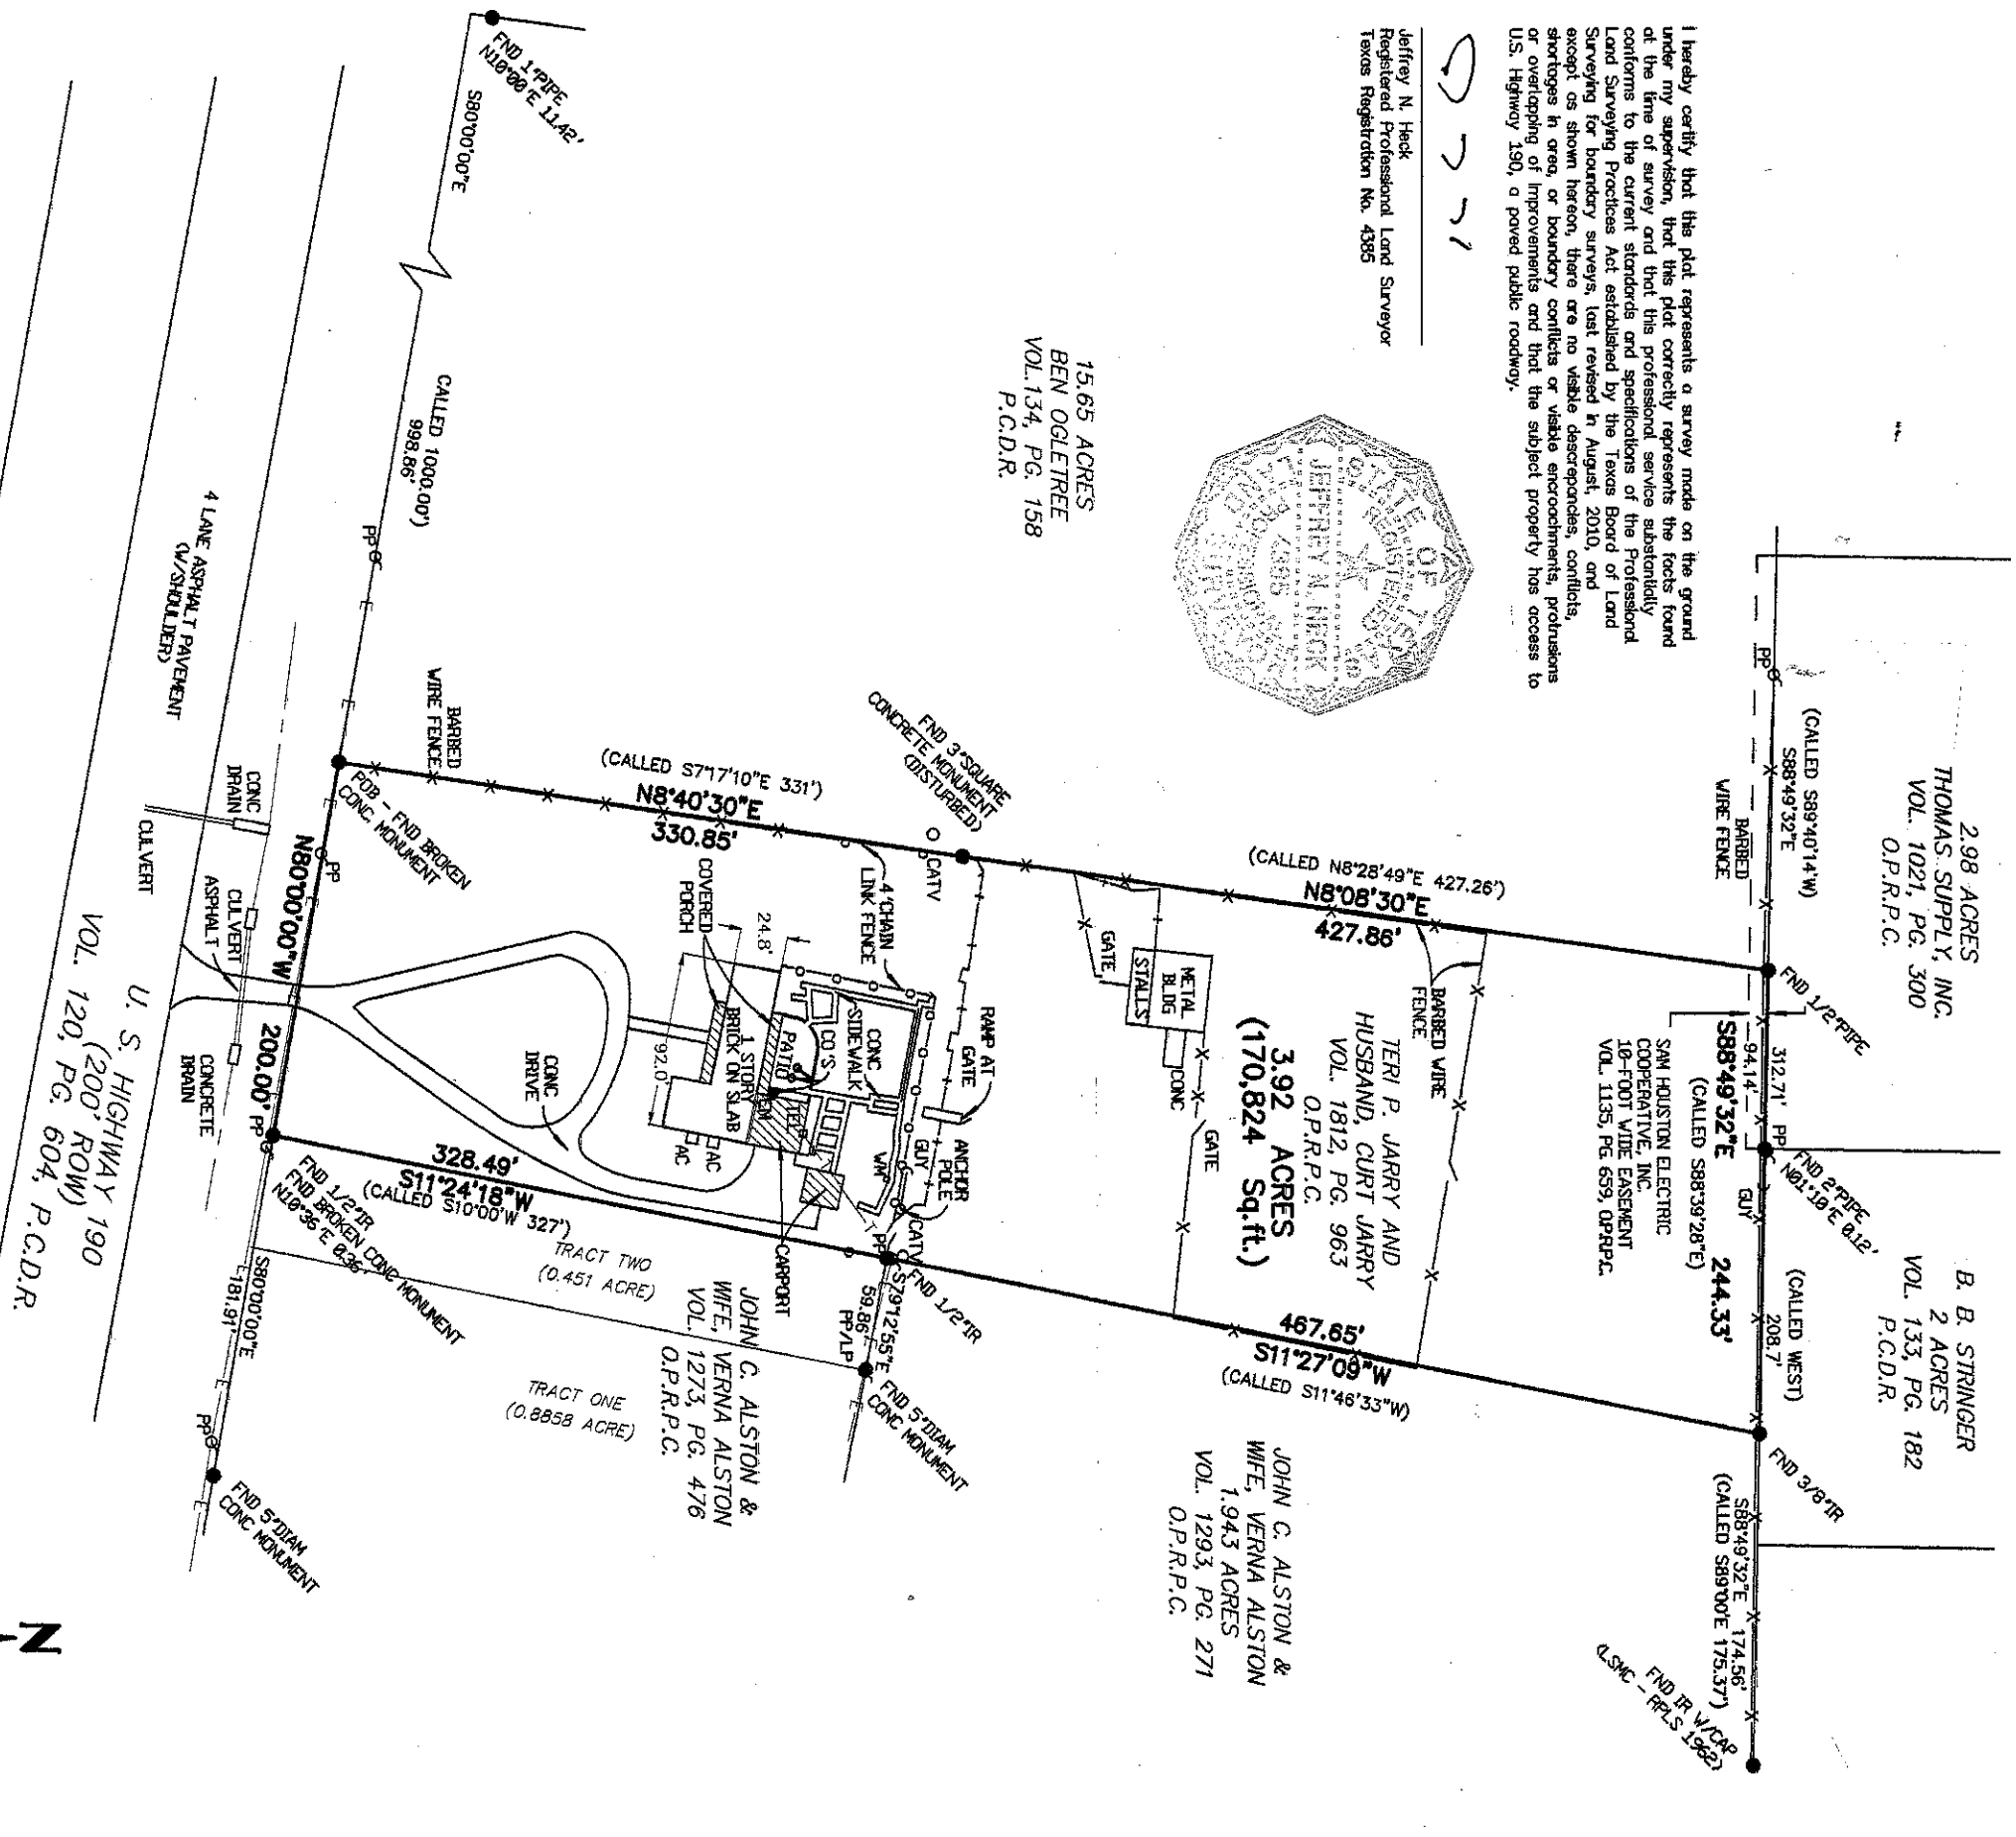 I hereby certify that this plat represents a survey made on the ground
under my supervision, that this plat correctly represents the facts found
at the time of survey and that this professional service substantially
conforms to the current standards and specifications of the Professional
Land Surveying Practices Act established by the Texas Board of Land
Surveying for boundary surveys, last revised in August, 2010, and
except as shown hereon, there are no visible descrepancies, conflicts,
shortages in area, or boundary conflicts or visible encroachments, protrusions
or overlapping of improvements and that the subject property has access to
U.S. Highway 190, a paved public roadway.
Jeffrey N. Heck
Registered Professional Land Surveyor
Texas Registration No. 4385
STATE OF TEXAS
REGISTERED
JEFFREY N. HECK
PROFESSIONAL
LAND SURVEYOR
2.98 ACRES
THOMAS SUPPLY, INC.
VOL. 1021, PG. 300
O.P.R.P.C.
B. B. STRINGER
2 ACRES
VOL. 133, PG. 182
P.C.D.R.
(CALLED S89°40'14"W)
S88°49'32"E
BARBED
WIRE FENCE
PP
FND 1/2"PIPE
312.71'
94.14'
PP
S88°49'32"E 244.33'
(CALLED S88°39'28"E)
SAM HOUSTON ELECTRIC
COOPERATIVE, INC.
10-FOOT WIDE EASEMENT
VOL. 1135, PG 659, OPRPC.
FND 2"PIPE
N01°10'E 0.12'
GUY
(CALLED WEST)
208.7'
FND 3/8"IR
S88°49'32"E 174.56'
(CALLED S89°00'E 175.37')
FND IR W/CAP
(LSMC - RPLS 1962)
15.65 ACRES
BEN OGLETREE
VOL.134, PG. 158
P.C.D.R.
(CALLED N8°28'49"E 427.26')
N8°08'30"E
427.86'
BARBED WIRE
FENCE
TERI P. JARRY AND
HUSBAND, CURT JARRY
VOL. 1812, PG. 963
O.P.R.P.C.
3.92 ACRES
(170,824 Sq.ft.)
467.65'
S11°27'09"W
(CALLED S11°46'33"W)
JOHN C. ALSTON &
WIFE, VERNA ALSTON
1.943 ACRES
VOL. 1293, PG. 271
O.P.R.P.C.
GATE
METAL
BLDG
STALLS
CONC
GATE
FND 3"SQUARE
CONCRETE MONUMENT
(DISTURBED)
CATV
4'CHAIN
LINK FENCE
RAMP AT
GATE
ANCHOR
POLE
GUY
CATV
WM
CONC
SIDEWALK
CO'S
PATIO
TEL
EM
COVERED
PORCH
24.8'
92.0'
1 STORY
BRICK ON SLAB
AC
AC
CARPORT
CONC
DRIVE
T
PP
FND 1/2"IR
S79°12'55"E
59.86'
PP/LP
FND 5"DIAM
CONC MONUMENT
(CALLED S7°17'10"E 331')
N8°40'30"E
330.85'
BARBED
WIRE FENCE
328.49'
S11°24'18"W
(CALLED S10°00'W 327')
TRACT TWO
(0.451 ACRE)
TRACT ONE
(0.8858 ACRE)
JOHN C. ALSTON &
WIFE, VERNA ALSTON
VOL. 1273, PG. 476
O.P.R.P.C.
FND 1"PIPE
N10°00'E 11.42'
S80°00'00"E
CALLED 1000.00')
998.86'
PP
E
E
POB - FND BROKEN
CONC. MONUMENT
PP
N80°00'00"W 200.00'
PP
FND 1/2"IR
FND BROKEN CONC MONUMENT
N10°36'E 0.36'
S80°00'00"E
181.91'
PP
FND 5"DIAM
CONC MONUMENT
CONC
DRAIN
CULVERT
CULVERT
ASPHALT
CONCRETE
DRAIN
4 LANE ASPHALT PAVEMENT
(W/SHOULDER)
U. S. HIGHWAY 190
(200' ROW)
VOL. 120, PG. 604, P.C.D.R.
N